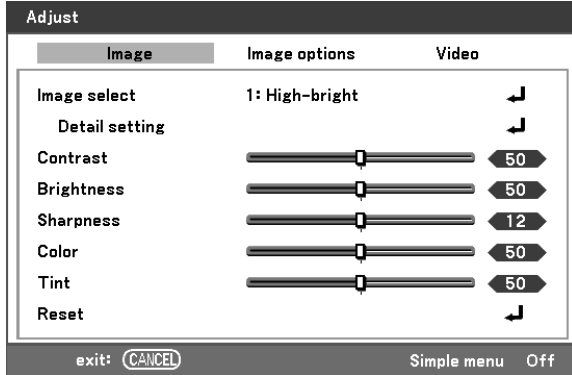 Adjust
Image Image options Video
Image select 1: High-bright
Detail setting
Contrast 50
Brightness 50
Sharpness 12
Color 50
Tint 50
Reset
exit: CANCEL Simple menu Off